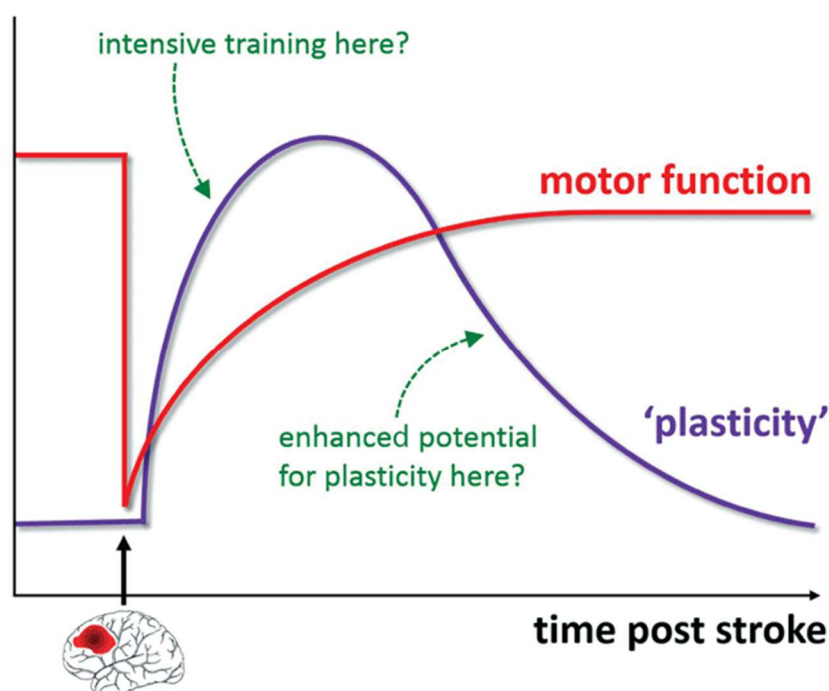 intensive training here?
motor function
enhanced potential
for plasticity here?
‘plasticity’
time post stroke